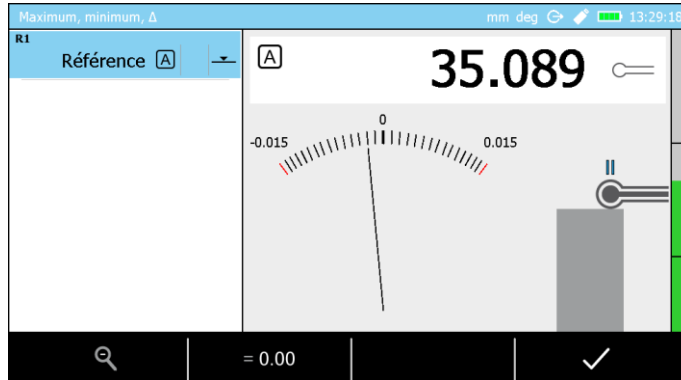 Maximum, minimum, Δ
mm deg 13:29:18
R1
Référence A
A
35.089
-0.015
0
0.015
= 0.00